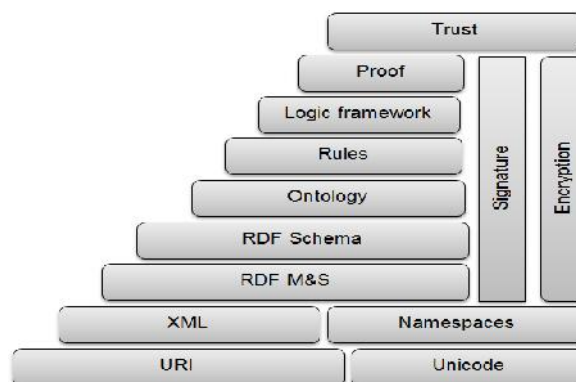 Trust
Proof
Logic framework
Rules
Ontology
RDF Schema
RDF M&S
Signature
Encryption
XML
Namespaces
URI
Unicode